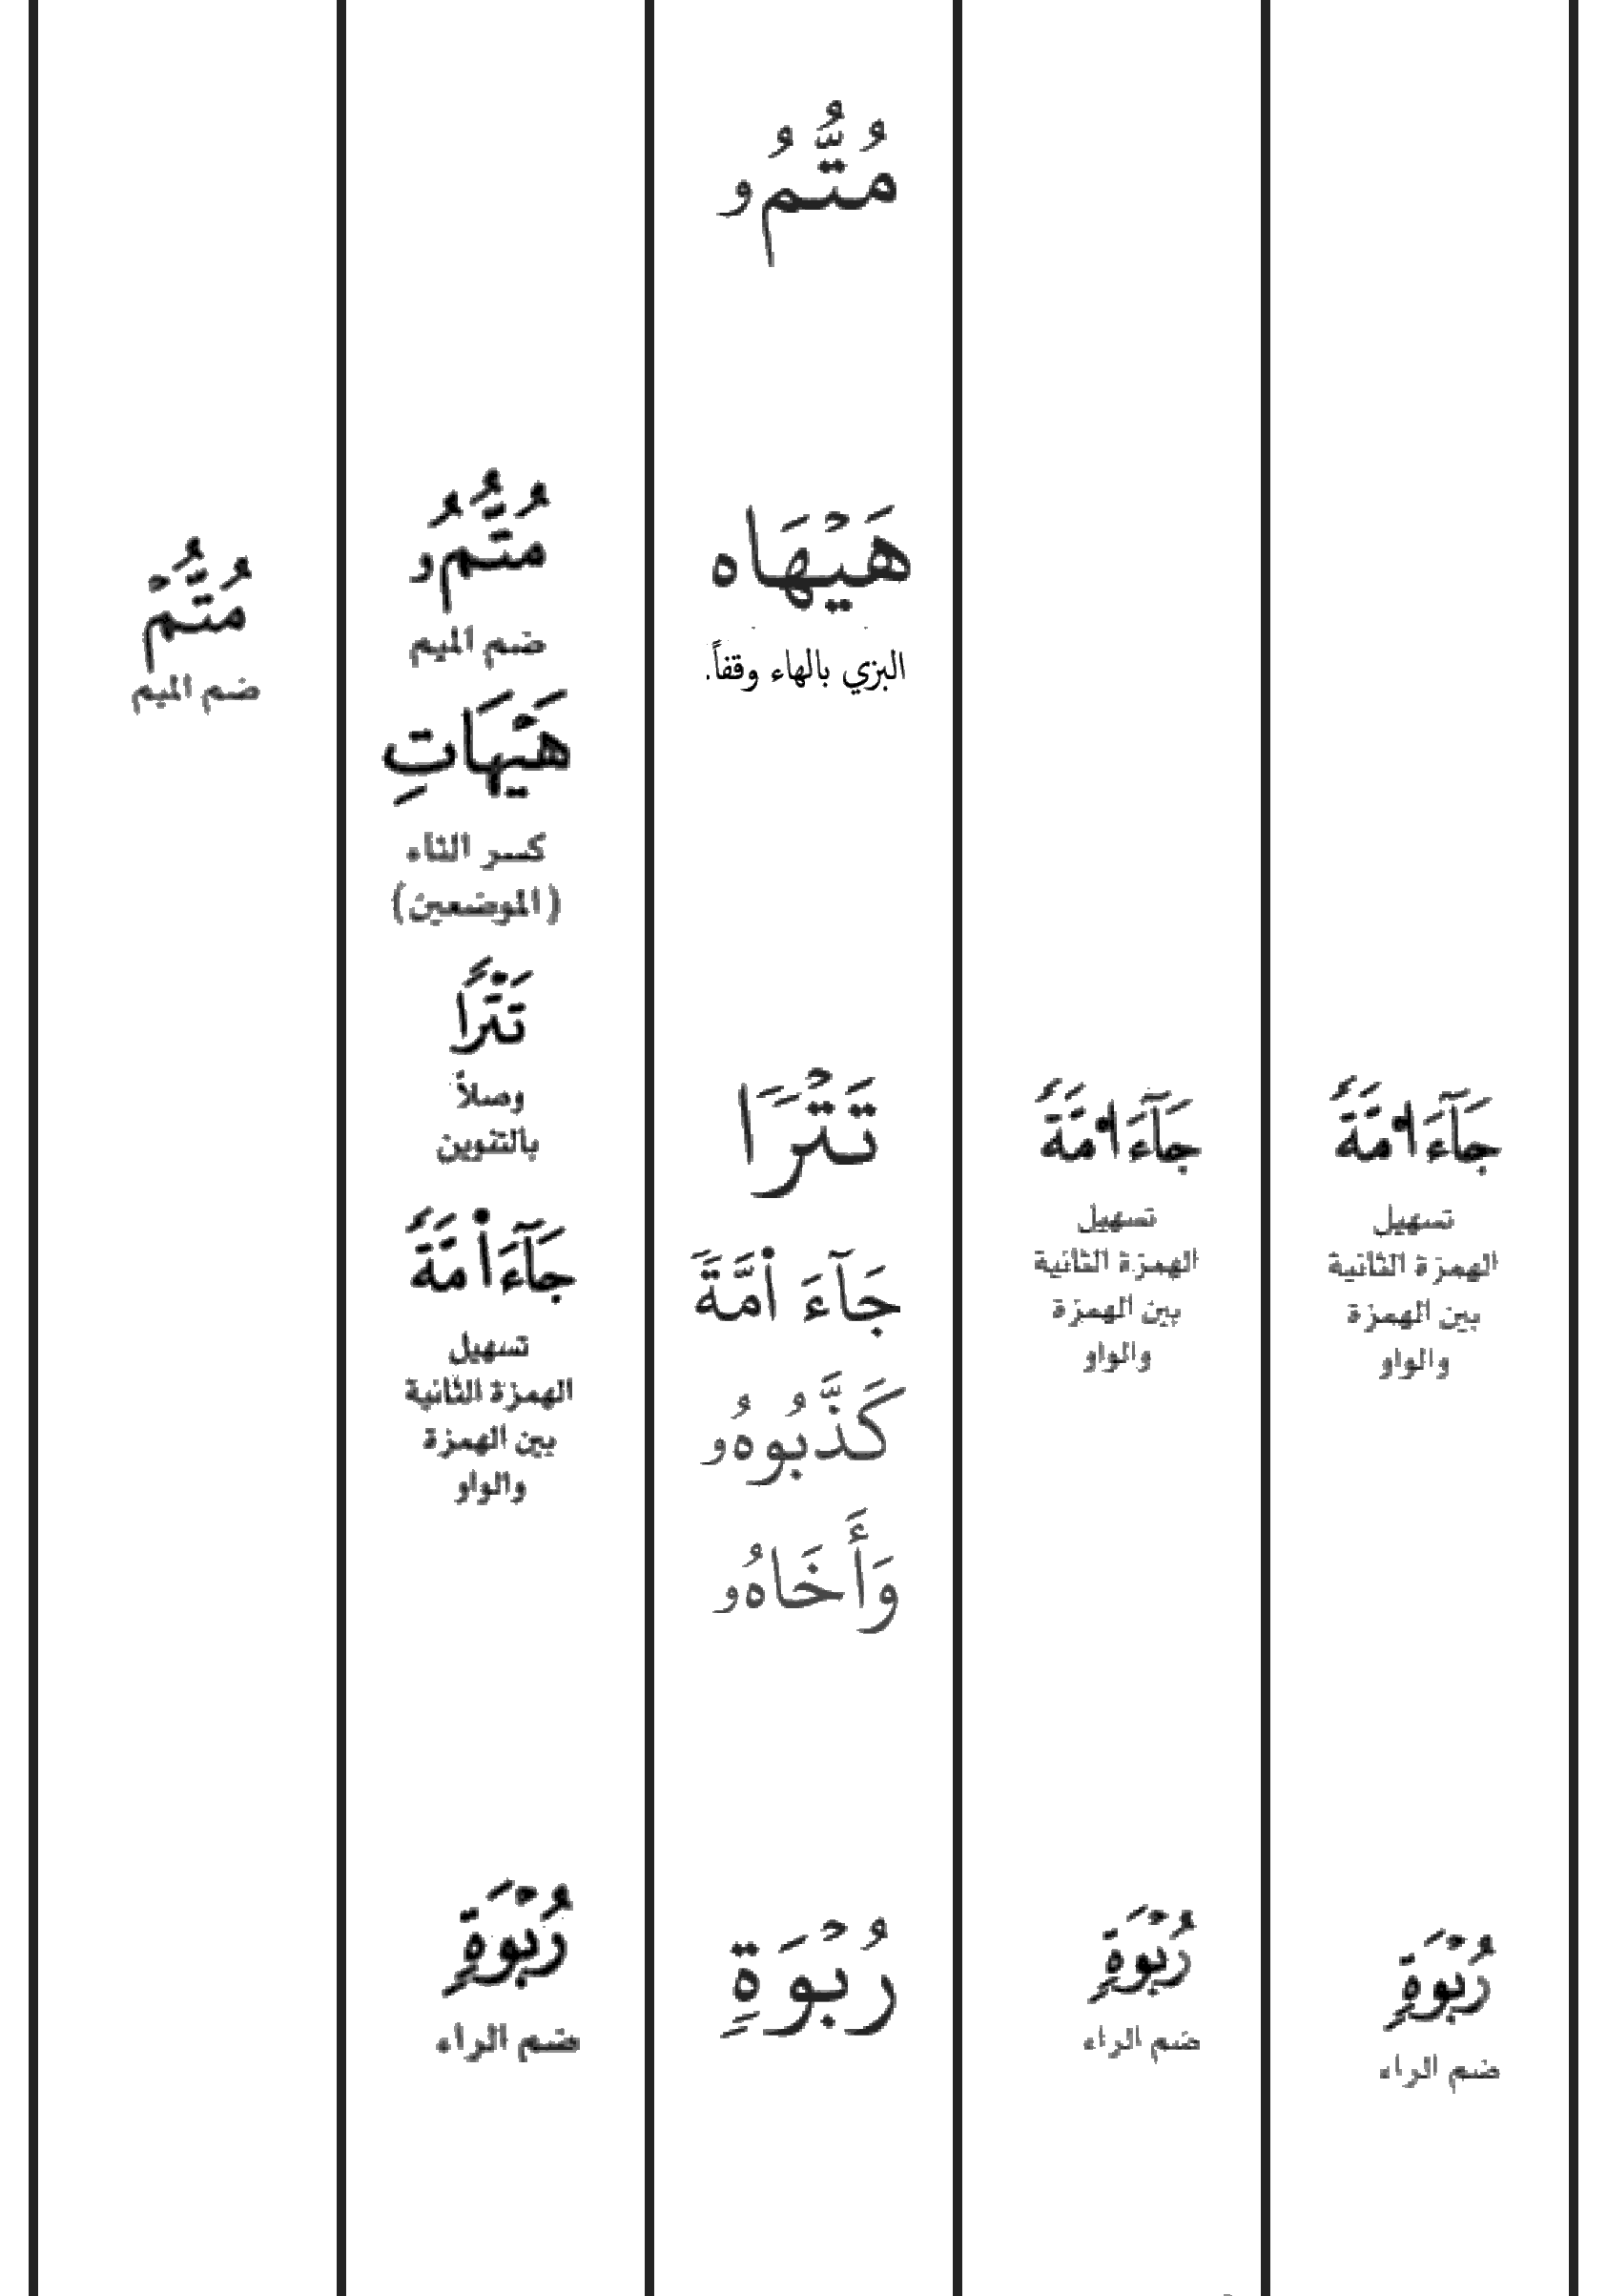 جَآءَ اُمَّةً
تسهيل
الهمزة الثانية
بين الهمزة
والواو
رُبْوَةٍ
ضم الراء
جَآءَ اُمَّةً
تسهيل
الهمزة الثانية
بين الهمزة
والواو
رُبْوَةٍ
ضم الراء
مُتُّمُو
هَيْهَاه
البزي بالهاء وقفاً.
تَتْرًَا
جَآءَ ا۬مَّةً
كَذَّبُوهُو
وَأَخَاهُو
رُبْوَةٍ
مُتُّمُو
ضم الميم
هَيْهَاتِ
كسر التاء
(الموضعين)
تَتْرًا
وصلاً
بالتنوين
جَآءَ ا۬مَّةً
تسهيل
الهمزة الثانية
بين الهمزة
والواو
رُبْوَةٍ
ضم الراء
مُتُّمْ
ضم الميم